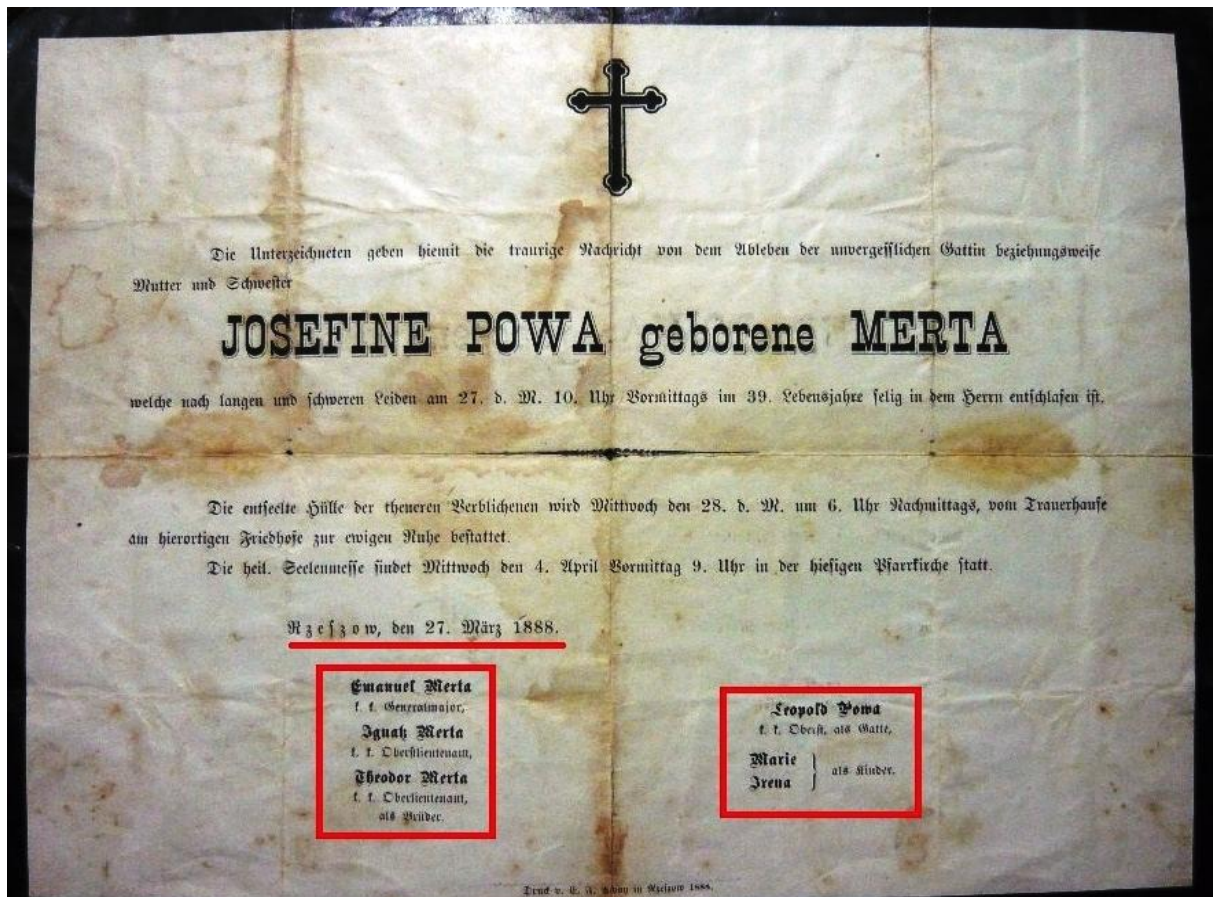 Die Unterzeichneten geben hiemit die traurige Nachricht von dem Ableben der unvergeßlichen Gattin beziehungsweise
Mutter und Schwester
JOSEFINE POWA geborene MERTA
welche nach langen und schweren Leiden am 27. d. M. 10. Uhr Vormittags im 39. Lebensjahre selig in dem Herrn entschlafen ist.
Die entseelte Hülle der theueren Verblichenen wird Mittwoch den 28. d. M. um 6. Uhr Nachmittags, vom Trauerhause
am hierortigen Friedhofe zur ewigen Ruhe bestattet.
Die heil. Seelenmesse findet Mittwoch den 4. April Vormittag 9. Uhr in der hiesigen Pfarrkirche statt.
Rzeszow, den 27. März 1888.
Emanuel Merta
k. k. Generalmajor,
Ignatz Merta
k. k. Oberstlieutenant,
Theodor Merta
k. k. Oberlieutenant,
als Brüder.
Leopold Powa
k. k. Oberst, als Gatte,
Marie
Irena
als Kinder.
Druck v. E. F. in Rzeszow 1888.